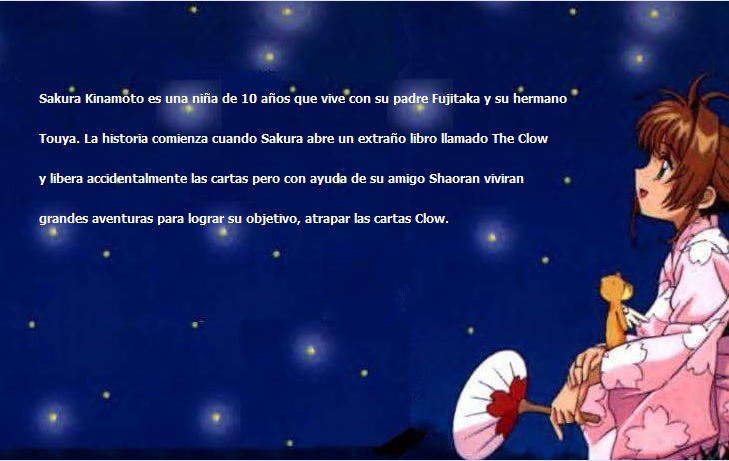 Sakura Kinamoto es una niña de 10 años que vive con su padre Fujitaka y su hermano
Touya. La historia comienza cuando Sakura abre un extraño libro llamado The Clow
y libera accidentalmente las cartas pero con ayuda de su amigo Shaoran viviran
grandes aventuras para lograr su objetivo, atrapar las cartas Clow.